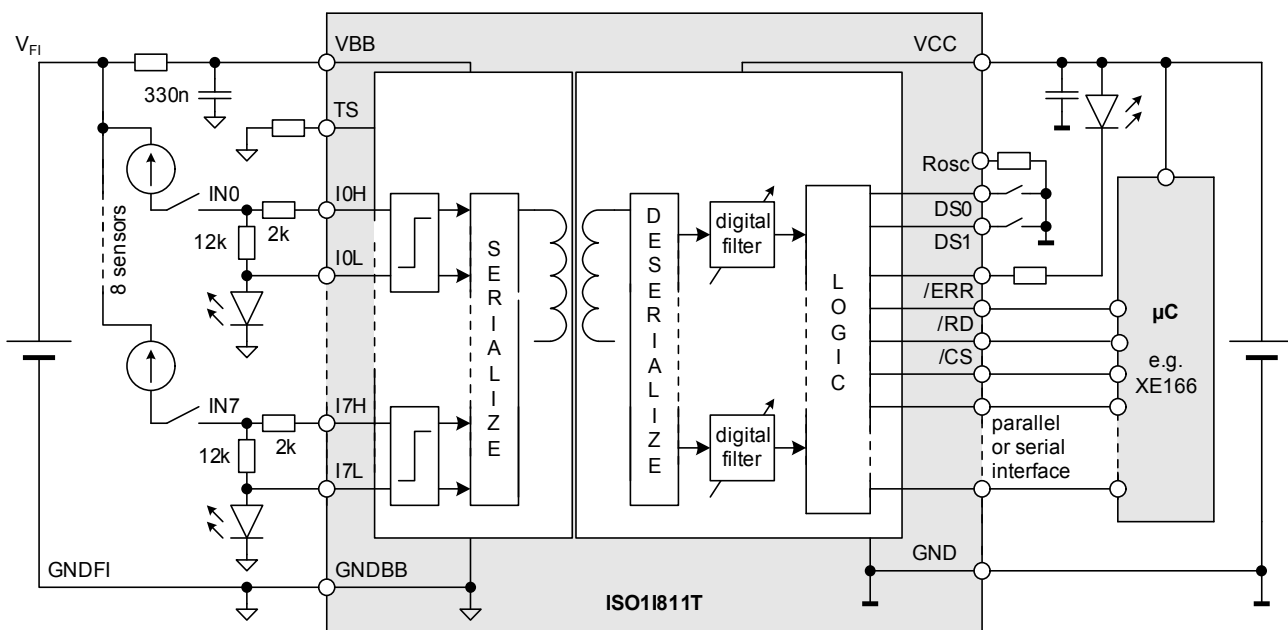 V_FI
VBB
VCC
330n
TS
Rosc
IN0
I0H
DS0
12k
2k
DS1
I0L
8 sensors
SERIALIZE
DESERIALIZE
digital
filter
LOGIC
/ERR
/RD
/CS
µC
e.g.
XE166
IN7
I7H
12k
2k
I7L
digital
filter
parallel
or serial
interface
GNDFI
GNDBB
GND
ISO1I811T